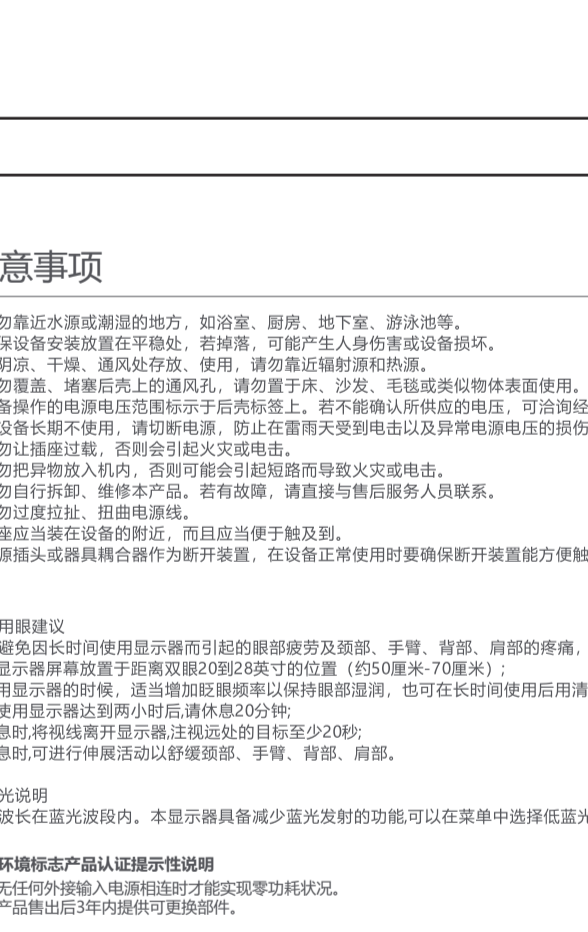 意事项
勿靠近水源或潮湿的地方，如浴室、厨房、地下室、游泳池等。
保设备安装放置在平稳处，若掉落，可能产生人身伤害或设备损坏。
阴凉、干燥、通风处存放、使用，请勿靠近辐射源和热源。
勿覆盖、堵塞后壳上的通风孔，请勿置于床、沙发、毛毯或类似物体表面使用。
备操作的电源电压范围标示于后壳标签上。若不能确认所供应的电压，可洽询经
设备长期不使用，请切断电源，防止在雷雨天受到电击以及异常电源电压的损伤
勿让插座过载，否则会引起火灾或电击。
勿把异物放入机内，否则可能会引起短路而导致火灾或电击。
勿自行拆卸、维修本产品。若有故障，请直接与售后服务人员联系。
勿过度拉扯、扭曲电源线。
座应当装在设备的附近，而且应当便于触及到。
源插头或器具耦合器作为断开装置，在设备正常使用时要确保断开装置能方便触
用眼建议
避免因长时间使用显示器而引起的眼部疲劳及颈部、手臂、背部、肩部的疼痛，
显示器屏幕放置于距离双眼20到28英寸的位置（约50厘米-70厘米）;
用显示器的时候，适当增加眨眼频率以保持眼部湿润，也可在长时间使用后用清
使用显示器达到两小时后,请休息20分钟;
息时,将视线离开显示器,注视远处的目标至少20秒;
息时,可进行伸展活动以舒缓颈部、手臂、背部、肩部。
光说明
波长在蓝光波段内。本显示器具备减少蓝光发射的功能,可以在菜单中选择低蓝光
环境标志产品认证提示性说明
无任何外接输入电源相连时才能实现零功耗状况。
产品售出后3年内提供可更换部件。